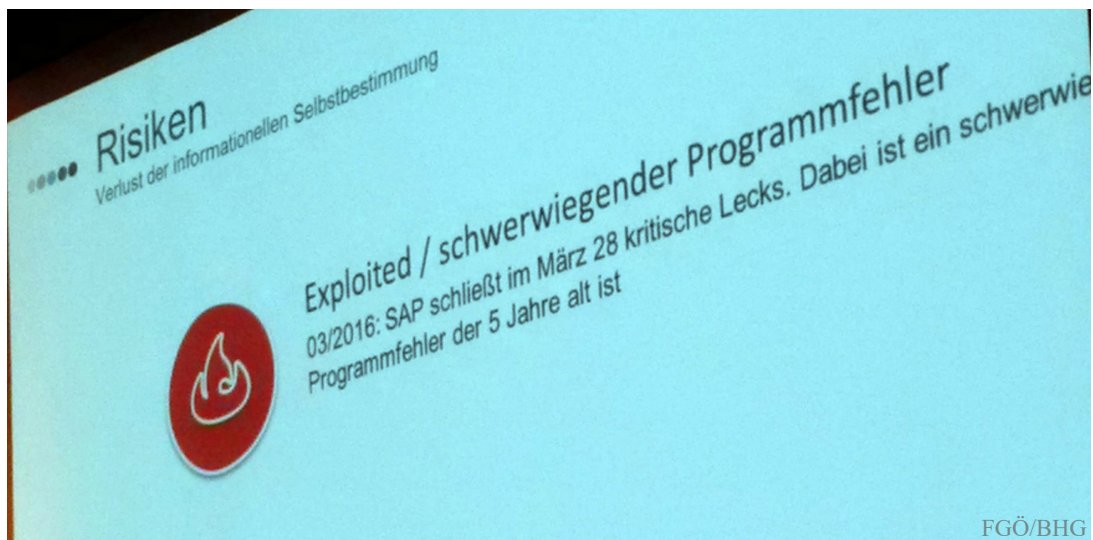 Risiken
Verlust der informationellen Selbstbestimmung
Exploited / schwerwiegender Programmfehler
03/2016: SAP schließt im März 28 kritische Lecks. Dabei ist ein schwerwie
Programmfehler der 5 Jahre alt ist
FGÖ/BHG